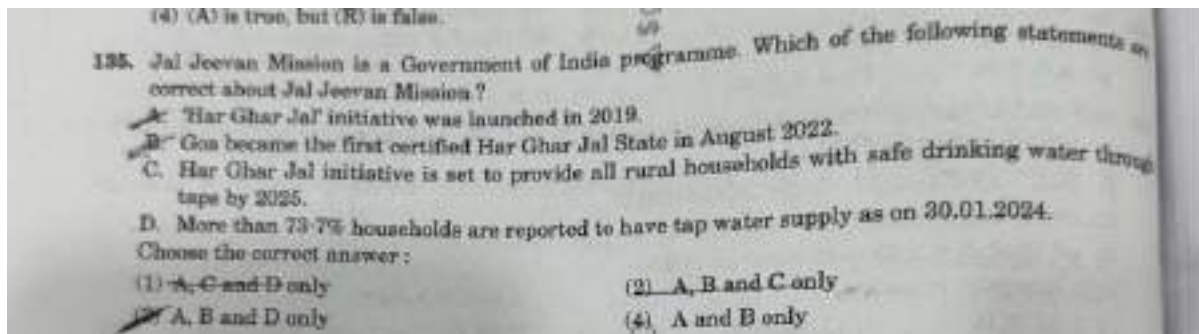 (4) (A) is true, but (R) is false.
135. Jal Jeevan Mission is a Government of India programme. Which of the following statements
correct about Jal Jeevan Mission ?
A. 'Har Ghar Jal' initiative was launched in 2019.
B. Goa became the first certified Har Ghar Jal State in August 2022.
C. Har Ghar Jal initiative is set to provide all rural households with safe drinking water through
taps by 2025.
D. More than 73·7% households are reported to have tap water supply as on 30.01.2024.
Choose the correct answer :
(1) A, C and D only (2) A, B and C only
(3) A, B and D only (4) A and B only